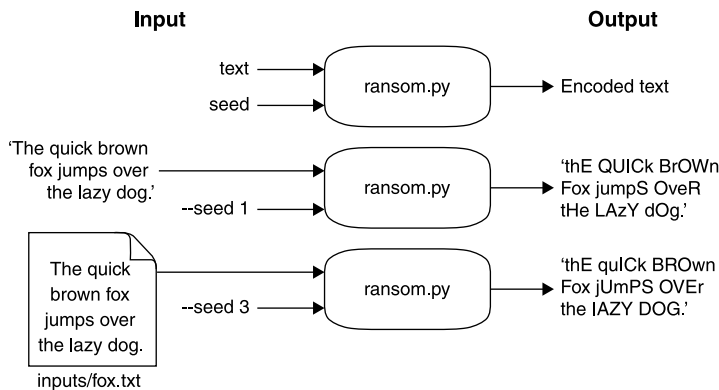 Input
Output
text
seed
ransom.py
Encoded text
‘The quick brown
fox jumps over
the lazy dog.’
--seed 1
ransom.py
‘thE QUICk BrOWn
Fox jumpS OveR
tHe LAzY dOg.’
The quick
brown fox
jumps over
the lazy dog.
--seed 3
inputs/fox.txt
ransom.py
‘thE quICk BROwn
Fox jUmPS OVEr
the lAZY DOG.’